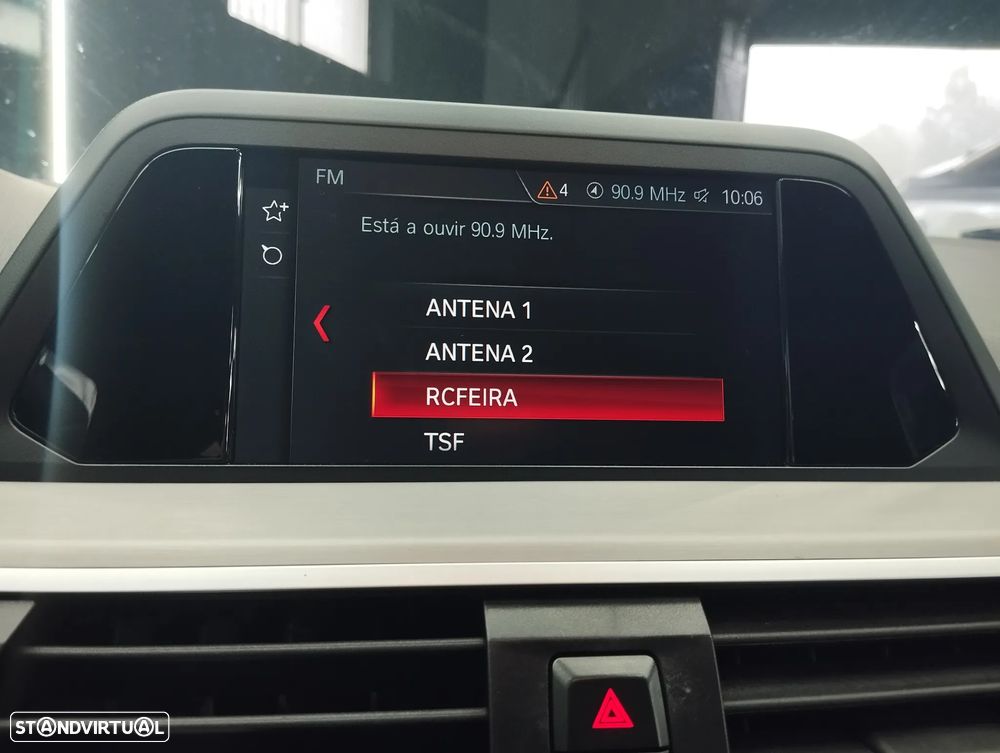 FM
4 90.9 MHz 10:06
Está a ouvir 90.9 MHz.
ANTENA 1
ANTENA 2
RCFEIRA
TSF
STANDVIRTUAL